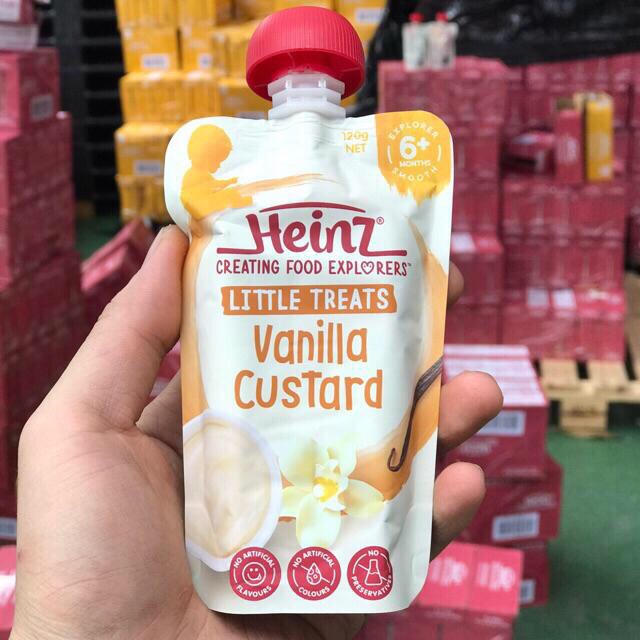 120g
NET
EXPLORER
6+
MONTHS
SMOOTH
Heinz®
CREATING FOOD EXPLORERS™
LITTLE TREATS
Vanilla
Custard
NO ARTIFICIAL
FLAVOURS
NO ARTIFICIAL
COLOURS
NO
PRESERVATIVES